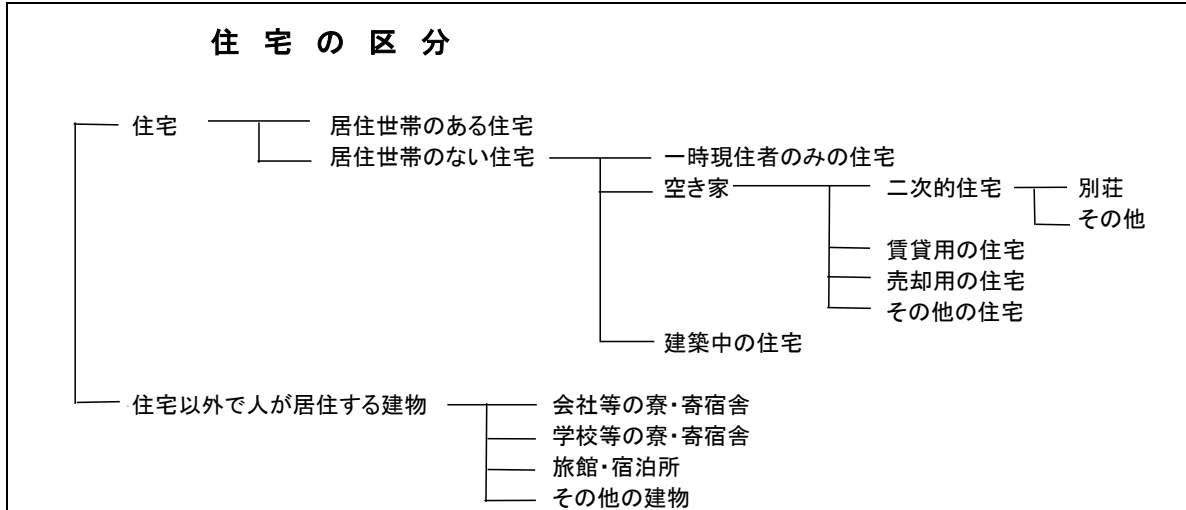 住宅の区分
住宅 居住世帯のある住宅
居住世帯のない住宅 一時現住者のみの住宅
空き家 二次的住宅 別荘
その他
賃貸用の住宅
売却用の住宅
その他の住宅
建築中の住宅
住宅以外で人が居住する建物 会社等の寮・寄宿舎
学校等の寮・寄宿舎
旅館・宿泊所
その他の建物